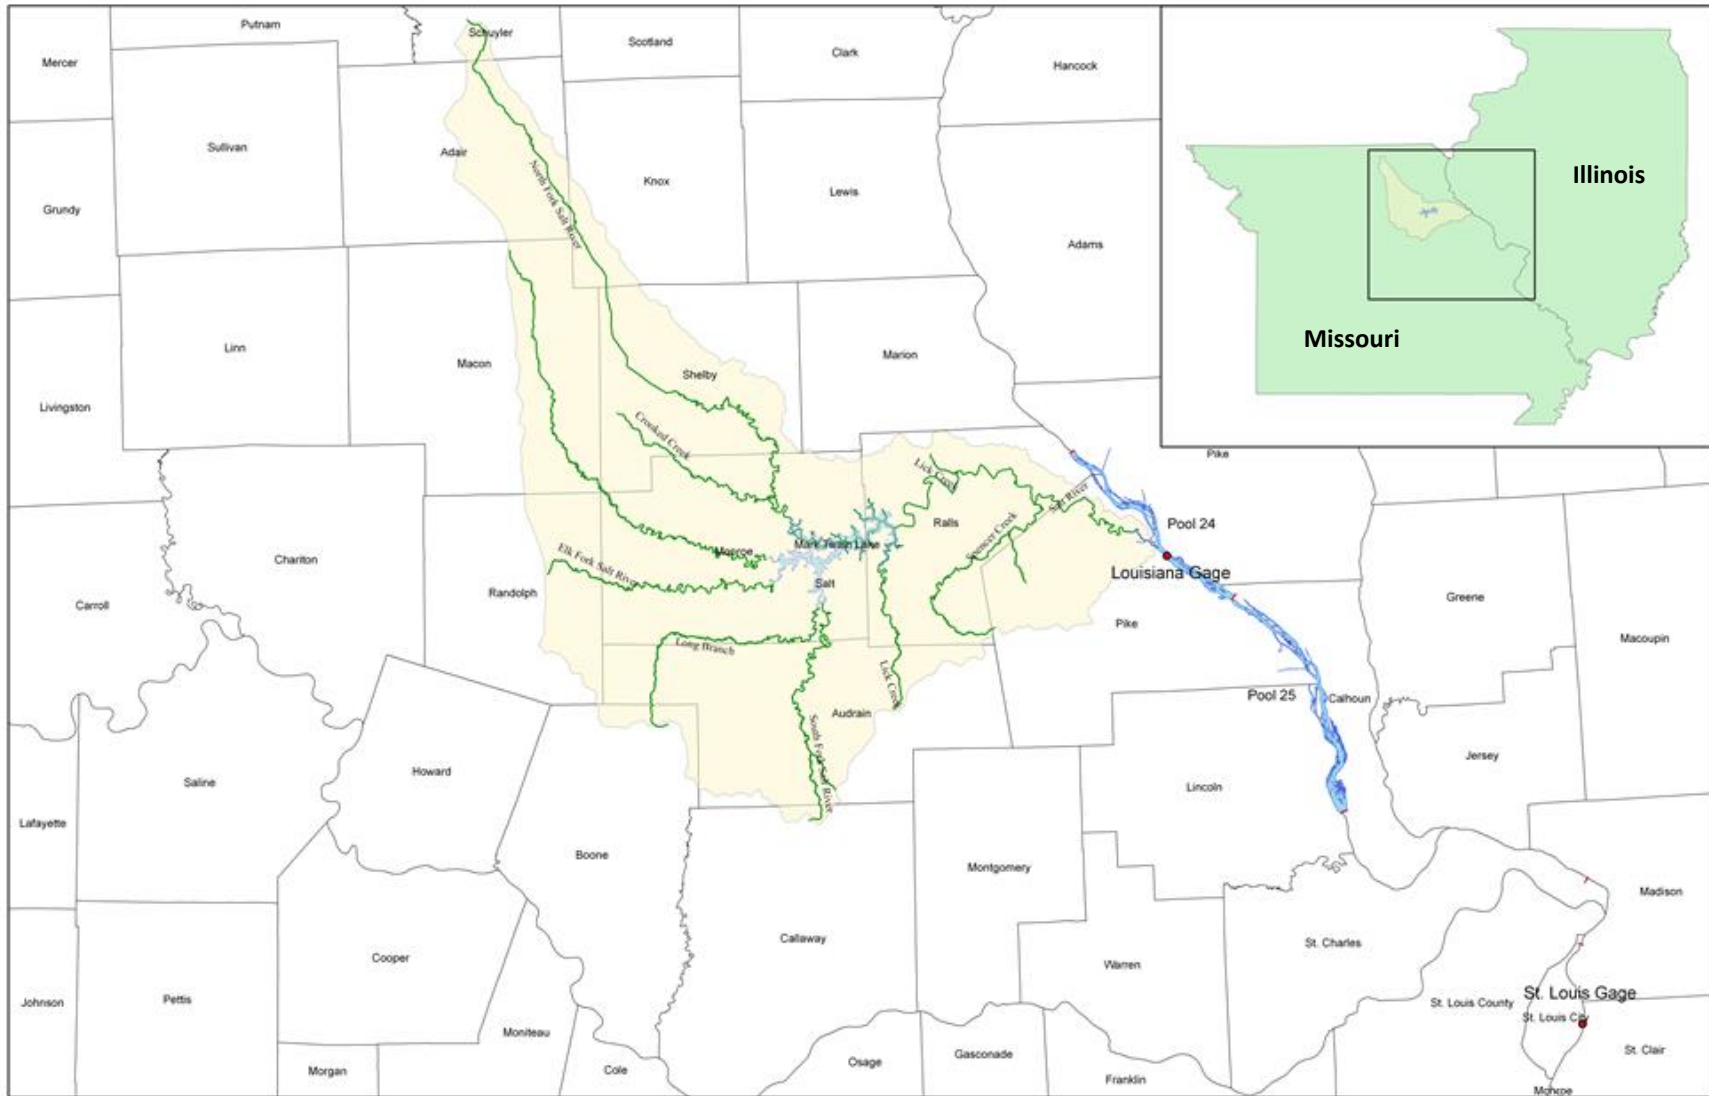 Putnam
Schuyler
Scotland
Clark
Hancock
Mercer
Sullivan
Adair
Knox
Lewis
Grundy
Adams
North Fork Salt River
Illinois
Missouri
Linn
Macon
Shelby
Marion
Livingston
Crooked Creek
Pike
Lick Creek
Salt River
Ralls
Spencer Creek
Pool 24
Chariton
Monroe
Mark Twain Lake
Elk Fork Salt River
Salt
Louisiana Gage
Carroll
Randolph
Greene
Pike
Macoupin
Long Branch
Lick Creek
Pool 25
Calhoun
Audrain
South Fork Salt River
Saline
Howard
Jersey
Lincoln
Lafayette
Boone
Montgomery
Madison
Callaway
St. Charles
Cooper
Warren
Johnson
Pettis
St. Louis County
St. Louis Gage
St. Louis City
Moniteau
Morgan
Cole
Osage
Gasconade
Franklin
St. Clair
Monroe